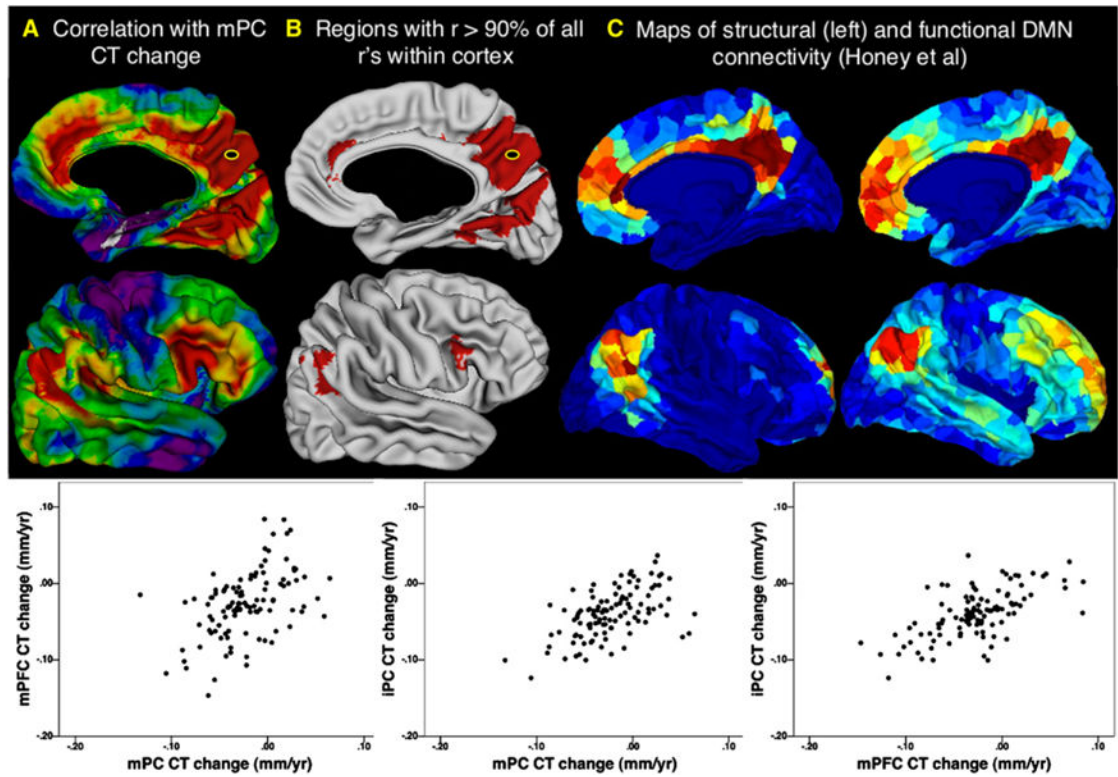 A Correlation with mPC
CT change
B Regions with r > 90% of all
r's within cortex
C Maps of structural (left) and functional DMN
connectivity (Honey et al)
mPFC CT change (mm/yr)
.10
.00
-.10
-.20
-.20
-.10
.00
.10
mPC CT change (mm/yr)
iPC CT change (mm/yr)
.10
.00
-.10
-.20
-.20
-.10
.00
.10
mPC CT change (mm/yr)
iPC CT change (mm/yr)
.10
.00
-.10
-.20
-.20
-.10
.00
.10
mPFC CT change (mm/yr)